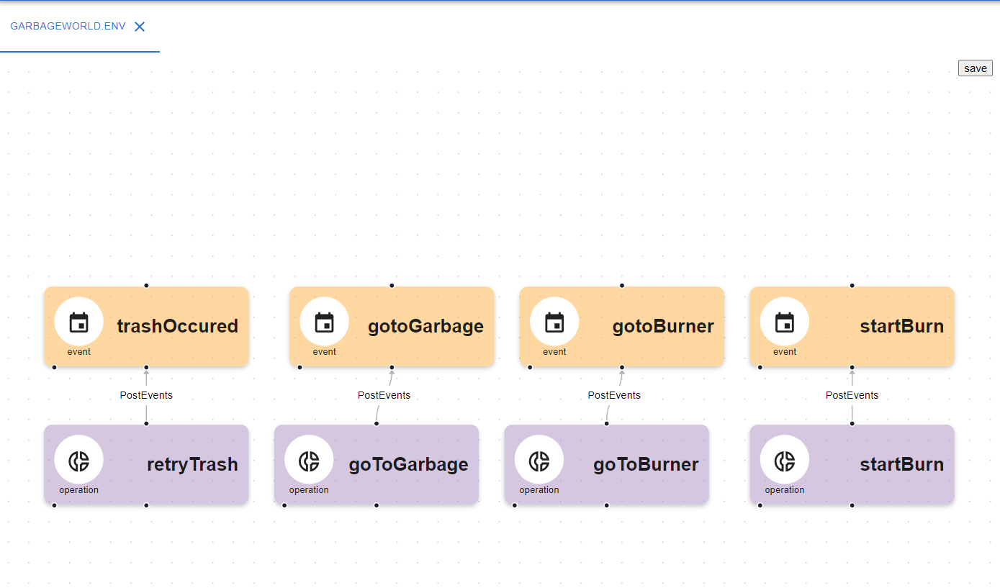 GARBAGEWORLD.ENV
save
trashOccured
event
gotoGarbage
event
gotoBurner
event
startBurn
event
PostEvents
PostEvents
PostEvents
PostEvents
retryTrash
operation
goToGarbage
operation
goToBurner
operation
startBurn
operation